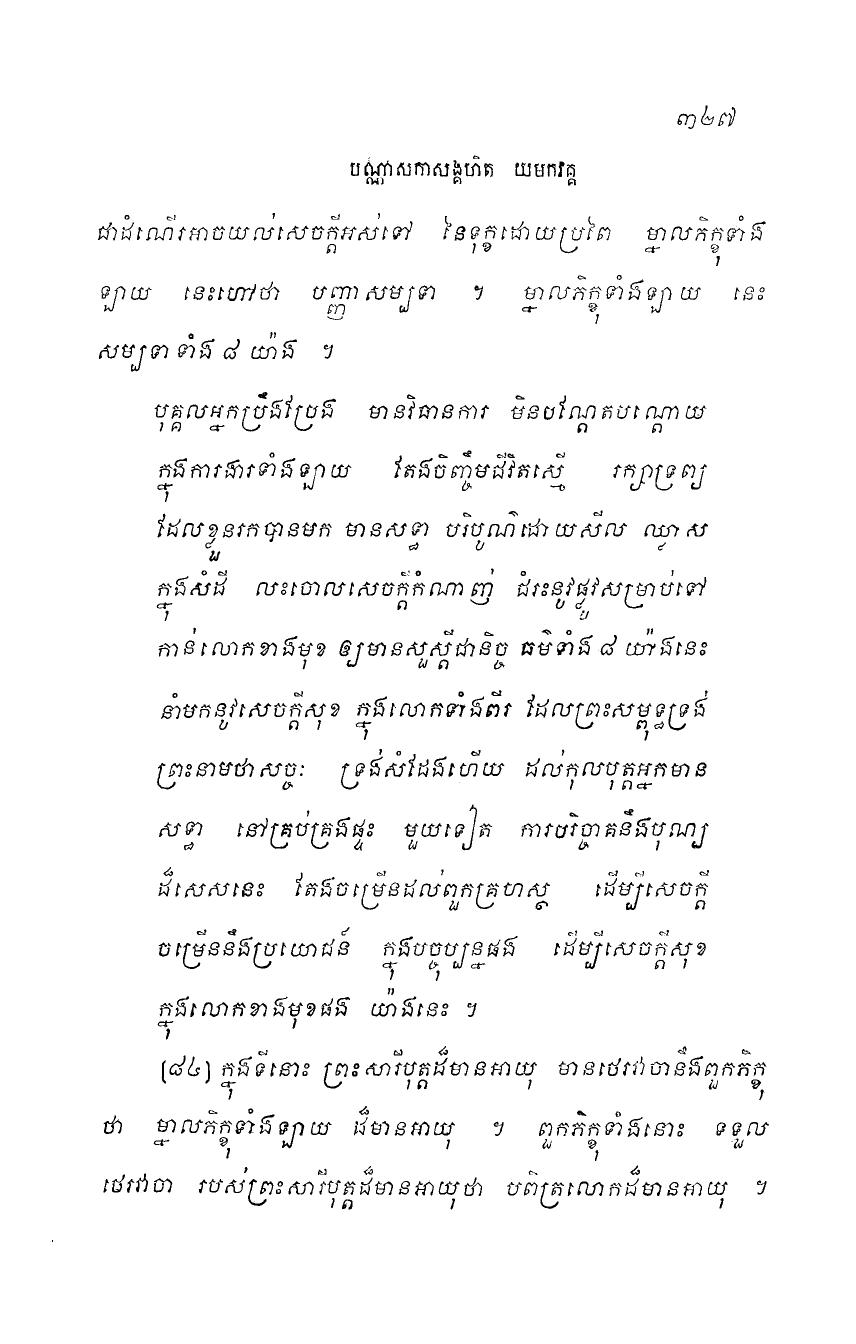 ៣២៧
បណ្ណាសកាសង្គហិត យមកវគ្គ
ជាដំណើរអាចយល់សេចក្តីអស់ទៅ នៃទុក្ខដោយប្រពៃ ម្នាលភិក្ខុទាំង
ឡាយ នេះហៅថា បញ្ញាសម្បទា ។ ម្នាលភិក្ខុទាំងឡាយ នេះ
សម្បទាទាំង ៨ យ៉ាង ។
បុគ្គលអ្នកប្រឹងប្រែង មានវិធានការ មិនបណ្តែតបណ្តោយ
ក្នុងការងារទាំងឡាយ តែងចិញ្ចឹមជីវិតស្មើ រក្សាទ្រព្យ
ដែលខ្លួនរកបានមក មានសទ្ធា បរិបូណ៌ដោយសីល ឈ្វាស
ក្នុងសំដី លះចោលសេចក្តីកំណាញ់ ជំរះនូវផ្លូវសម្រាប់ទៅ
កាន់លោកខាងមុខ ឲ្យមានសួស្តីជានិច្ច ធម៌ទាំង ៨ យ៉ាងនេះ
នាំមកនូវសេចក្តីសុខ ក្នុងលោកទាំងពីរ ដែលព្រះសម្ពុទ្ធទ្រង់
ព្រះនាមថាសច្ចៈ ទ្រង់សំដែងហើយ ដល់កុលបុត្តអ្នកមាន
សទ្ធា នៅគ្រប់គ្រងផ្ទះ មួយទៀត ការបរិច្ចាគនឹងបុណ្យ
ដ៏សេសនេះ តែងចម្រើនដល់ពួកគ្រហស្ថ ដើម្បីសេចក្តី
ចម្រើននឹងប្រយោជន៍ ក្នុងបច្ចុប្បន្នផង ដើម្បីសេចក្តីសុខ
ក្នុងលោកខាងមុខផង យ៉ាងនេះ ។
(៨៤) ក្នុងទីនោះ ព្រះសារីបុត្តដ៏មានអាយុ មានថេរវាចានឹងពួកភិក្ខុ
ថា ម្នាលភិក្ខុទាំងឡាយ ដ៏មានអាយុ ។ ពួកភិក្ខុទាំងនោះ ទទួល
ថេរវាចា របស់ព្រះសារីបុត្តដ៏មានអាយុថា បពិត្រលោកដ៏មានអាយុ ។